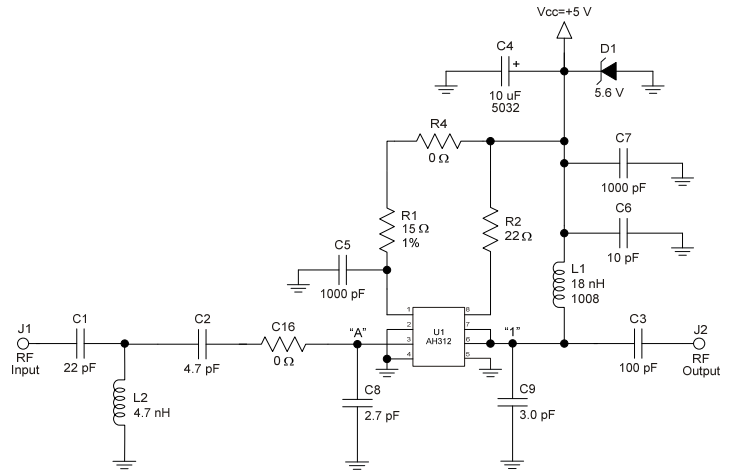 Vcc=+5 V
C4
+
10 uF
5032
D1
5.6 V
R4
0 Ω
C7
1000 pF
R1
15 Ω
1%
R2
22 Ω
C6
10 pF
C5
1000 pF
L1
18 nH
1008
1
2
3
4
U1
AH312
8
7
6
5
J1
RF
Input
C1
22 pF
C2
4.7 pF
C16
0 Ω
"A"
"1"
C3
100 pF
J2
RF
Output
L2
4.7 nH
C8
2.7 pF
C9
3.0 pF